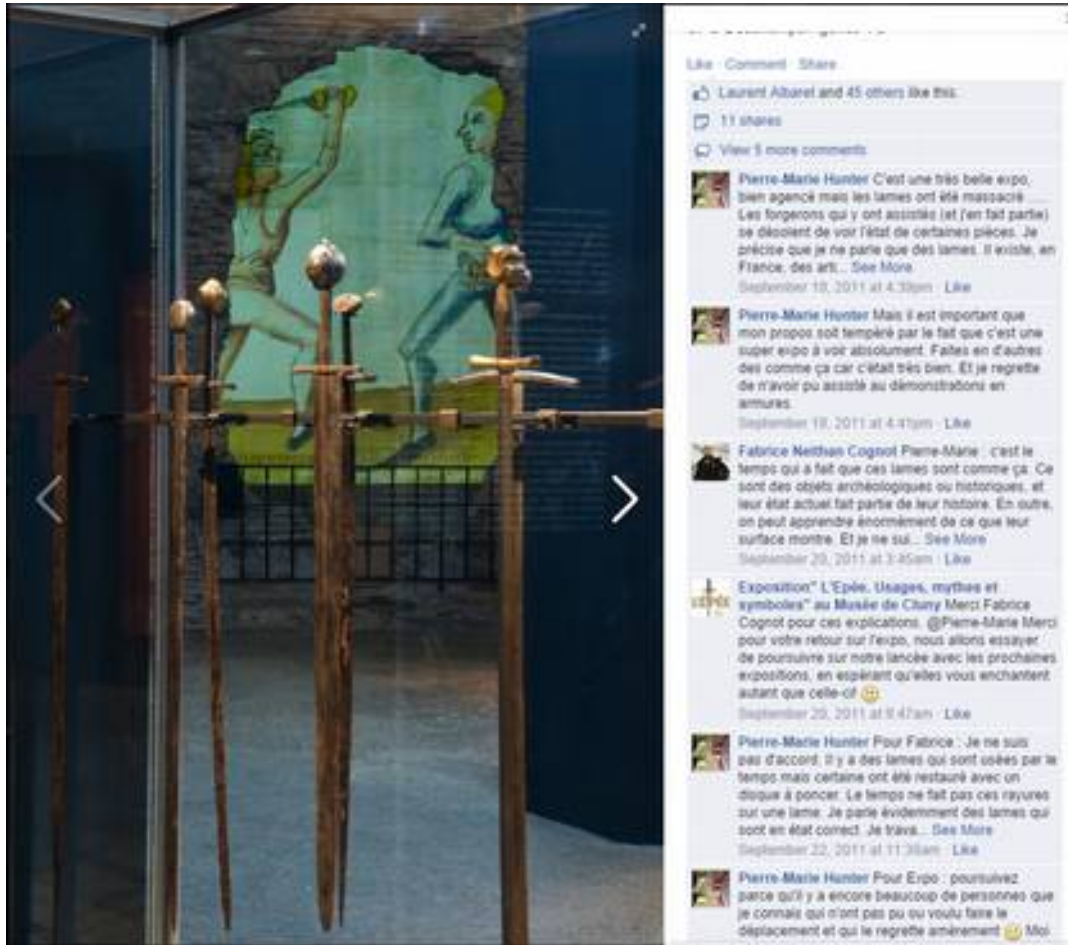 Like · Comment · Share
Laurent Albaret and 45 others like this.
11 shares
View 5 more comments
Pierre-Marie Hunter C'est une très belle expo,
bien agencé mais les lames ont été massacré ......
Les forgerons qui y ont assistés (et j'en fait partie)
se désolent de voir l'état de certaines pièces. Je
précise que je ne parle que des lames. Il existe, en
France, des arti... See More
September 19, 2011 at 4:39pm · Like
Pierre-Marie Hunter Mais il est important que
mon propos soit tempéré par le fait que c'est une
super expo à voir absolument. Faites en d'autres
des comme ça car c'était très bien. Et je regrette
de n'avoir pu assisté au démonstrations en
armures.
September 19, 2011 at 4:41pm · Like
Fabrice Neithan Cognot Pierre-Marie : c'est le
temps qui a fait que ces lames sont comme ça. Ce
sont des objets archéologiques ou historiques, et
leur état actuel fait partie de leur histoire. En outre,
on peut apprendre énormément de ce que leur
surface montre. Et je ne sui... See More
September 20, 2011 at 3:45am · Like
L'EPÉE
Exposition" L'Epée. Usages, mythes et
symboles" au Musée de Cluny Merci Fabrice
Cognot pour ces explications. @Pierre-Marie Merci
pour votre retour sur l'expo, nous allons essayer
de poursuivre sur notre lancée avec les prochaines
expositions, en espérant qu'elles vous enchantent
autant que celle-ci!
September 20, 2011 at 9:47am · Like
Pierre-Marie Hunter Pour Fabrice : Je ne suis
pas d'accord. Il y a des lames qui sont usées par le
temps mais certaine ont été restauré avec un
disque à poncer. Le temps ne fait pas ces rayures
sur une lame. Je parle évidemment des lames qui
sont en état correct. Je trava... See More
September 22, 2011 at 11:38am · Like
Pierre-Marie Hunter Pour Expo : poursuivez
parce qu'il y a encore beaucoup de personnes que
je connais qui n'ont pas pu ou voulu faire le
déplacement et qui le regrette amèrement Moi